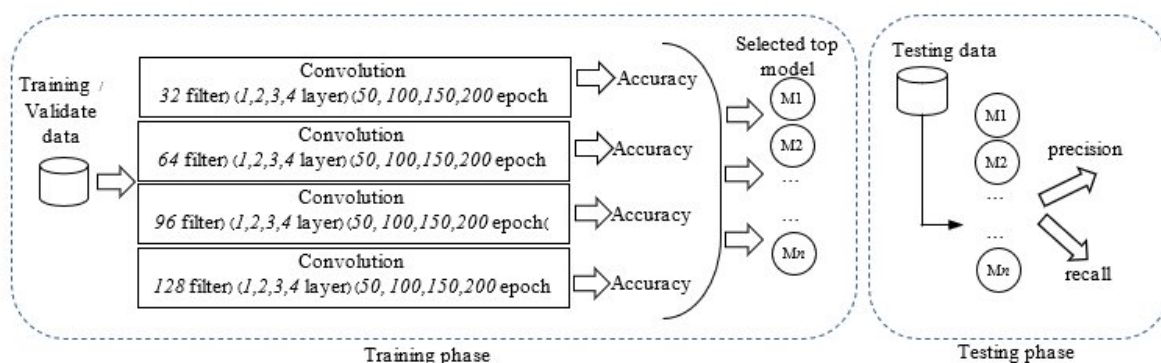 Training /
Validate
data
Convolution
32 filter) (1,2,3,4 layer) (50, 100,150,200 epoch
Convolution
64 filter) (1,2,3,4 layer) (50, 100,150,200 epoch
Convolution
96 filter) (1,2,3,4 layer) (50, 100,150,200 epoch(
Convolution
128 filter) (1,2,3,4 layer) (50, 100,150,200 epoch
Accuracy
Accuracy
Accuracy
Accuracy
Selected top
model
M1
M2
...
...
Mn
Training phase
Testing data
M1
M2
...
...
Mn
precision
recall
Testing phase